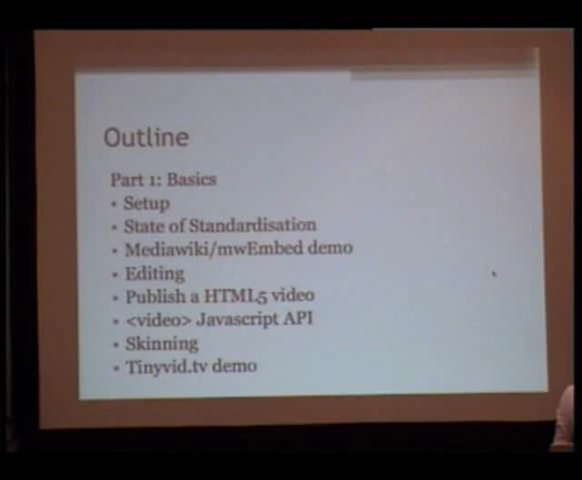 Outline
Part 1: Basics
• Setup
• State of Standardisation
• Mediawiki/mwEmbed demo
• Editing
• Publish a HTML5 video
• <video> Javascript API
• Skinning
• Tinyvid.tv demo